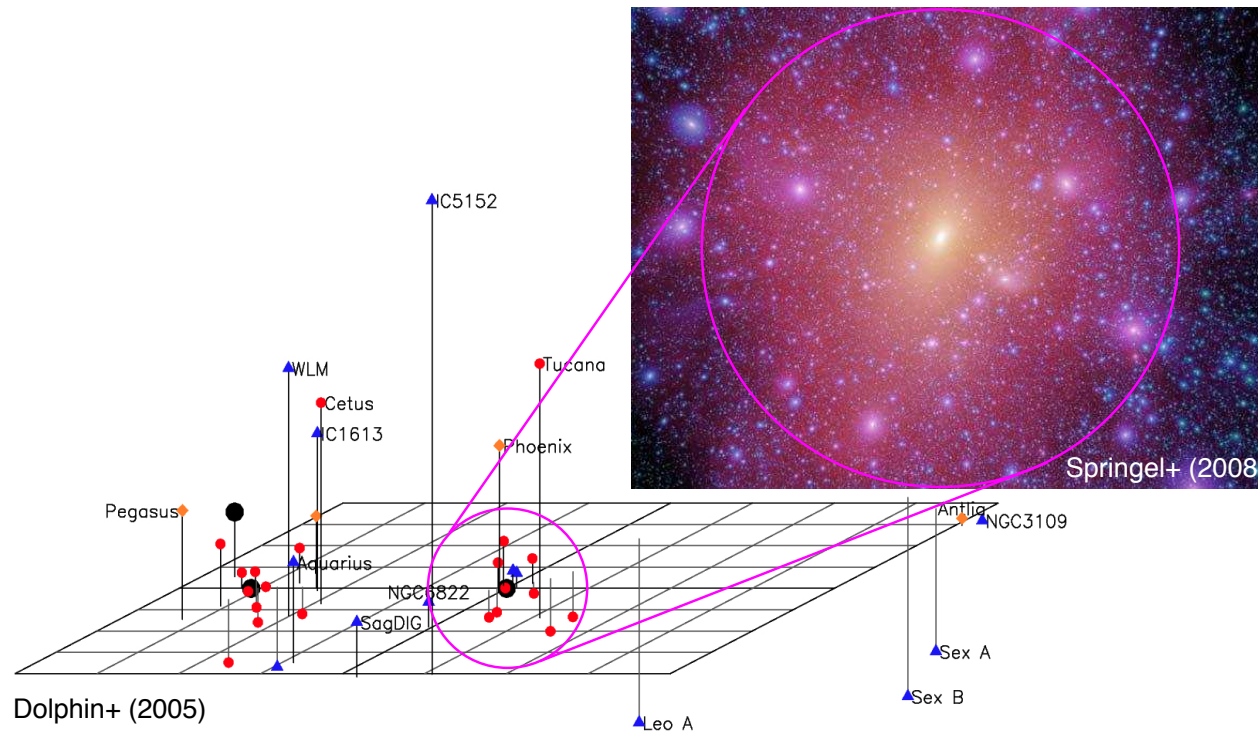 IC5152
WLM
Tucana
Cetus
IC1613
Phoenix
Springel+ (2008
Pegasus
Antlia
NGC3109
Aquarius
NGC6822
SagDIG
Sex A
Sex B
Dolphin+ (2005)
Leo A